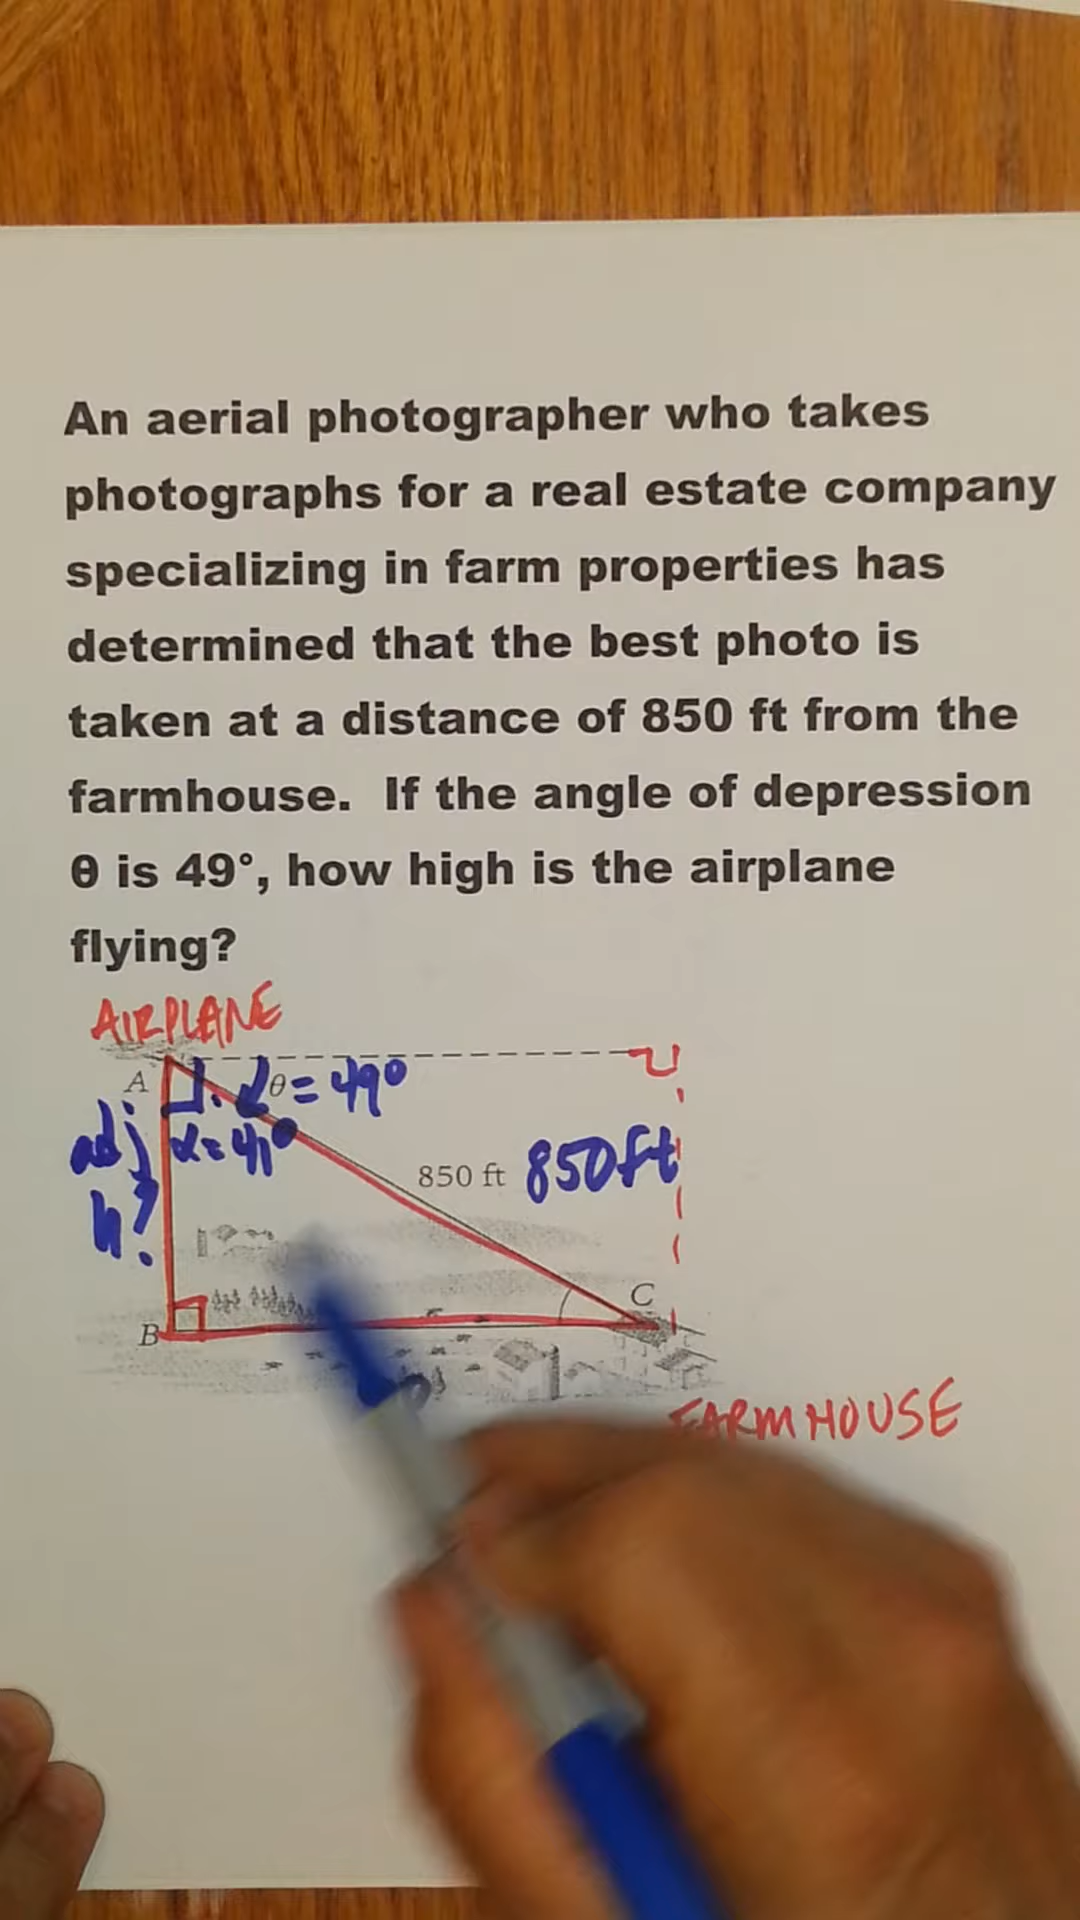 An aerial photographer who takes
photographs for a real estate company
specializing in farm properties has
determined that the best photo is
taken at a distance of 850 ft from the
farmhouse. If the angle of depression
θ is 49°, how high is the airplane
flying?
AIRPLANE
A θ = 49°
adj α = 41°
850 ft 850ft
h?
C
B
FARMHOUSE